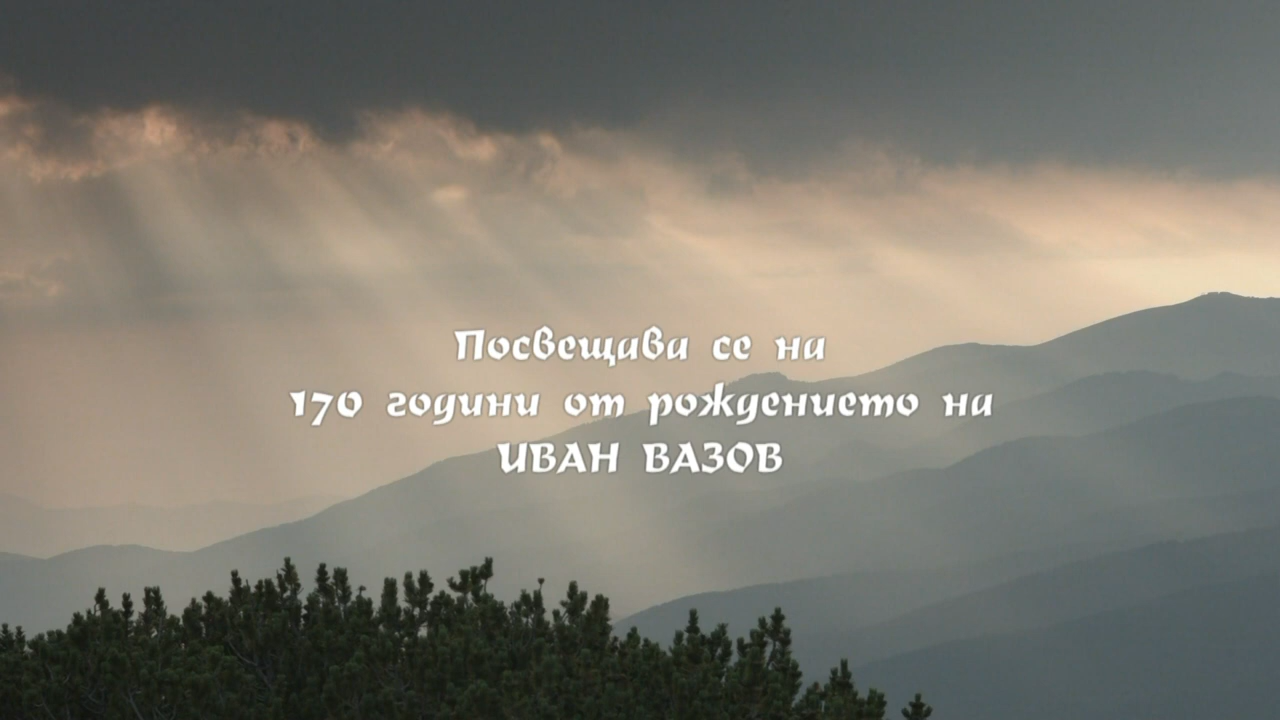 Посвещава се на
170 години от рождението на
ИВАН ВАЗОВ